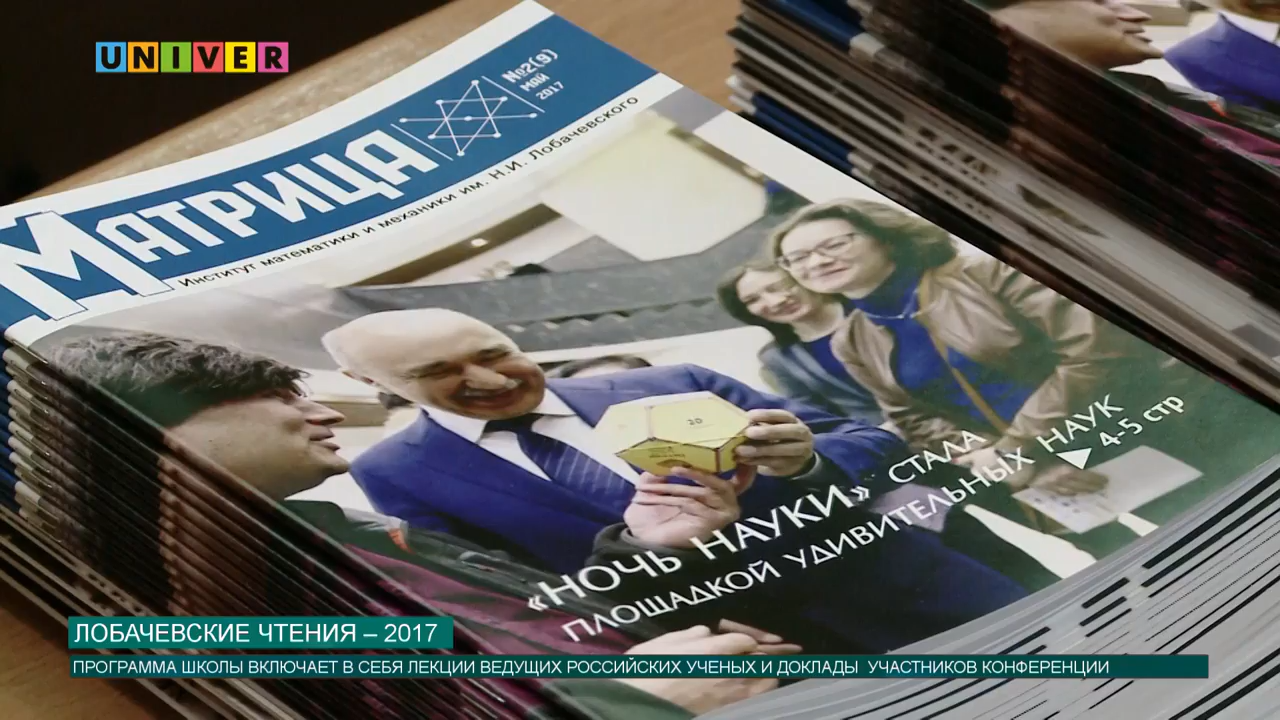 UNIVER
№2(9)
МАЙ
2017
МАТРИЦА
Институт математики и механики им. Н.И. Лобачевского
20
«НОЧЬ НАУКИ» СТАЛА
ПЛОЩАДКОЙ УДИВИТЕЛЬНЫХ НАУК
4-5 стр
ЛОБАЧЕВСКИЕ ЧТЕНИЯ – 2017
ПРОГРАММА ШКОЛЫ ВКЛЮЧАЕТ В СЕБЯ ЛЕКЦИИ ВЕДУЩИХ РОССИЙСКИХ УЧЕНЫХ И ДОКЛАДЫ УЧАСТНИКОВ КОНФЕРЕНЦИИ